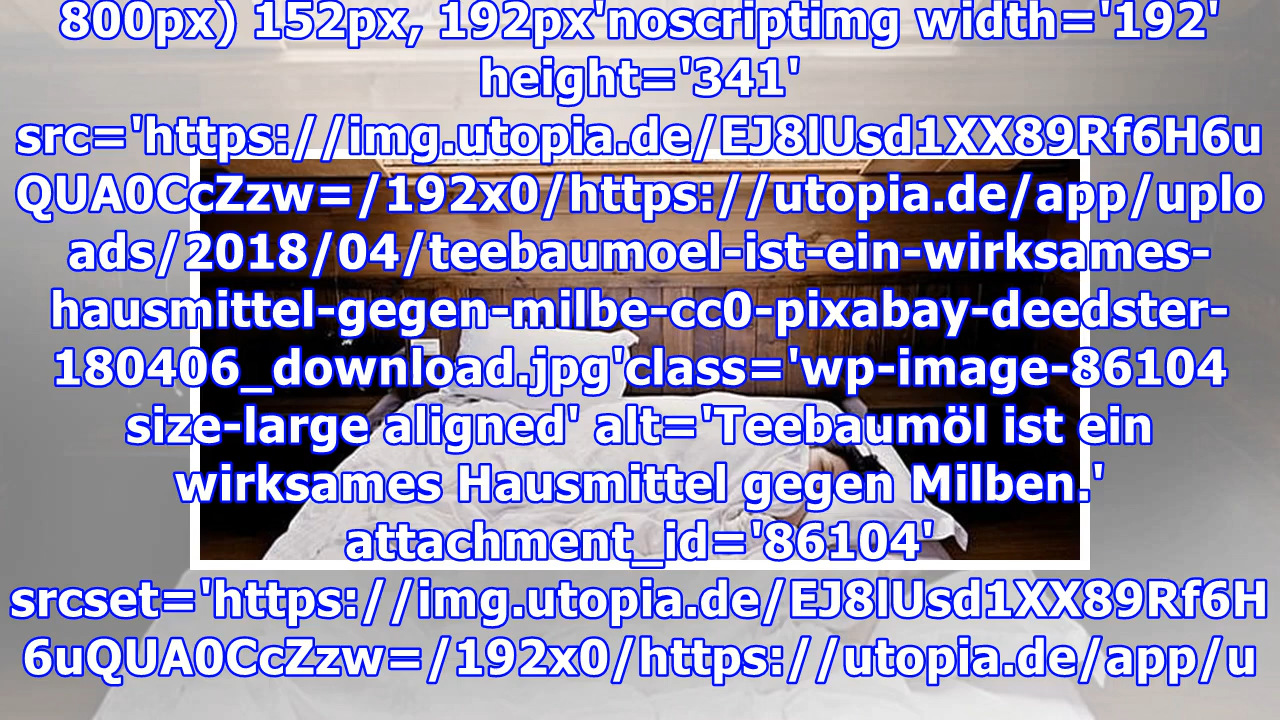 800px) 152px, 192px'noscriptimg width='192'
height='341'
src='https://img.utopia.de/EJ8lUsd1XX89Rf6H6u
QUA0CcZzw=/192x0/https://utopia.de/app/uplo
ads/2018/04/teebaumoel-ist-ein-wirksames-
hausmittel-gegen-milbe-cc0-pixabay-deedster-
180406_download.jpg'class='wp-image-86104
size-large aligned' alt='Teebaumöl ist ein
wirksames Hausmittel gegen Milben.'
attachment_id='86104'
srcset='https://img.utopia.de/EJ8lUsd1XX89Rf6H
6uQUA0CcZzw=/192x0/https://utopia.de/app/u